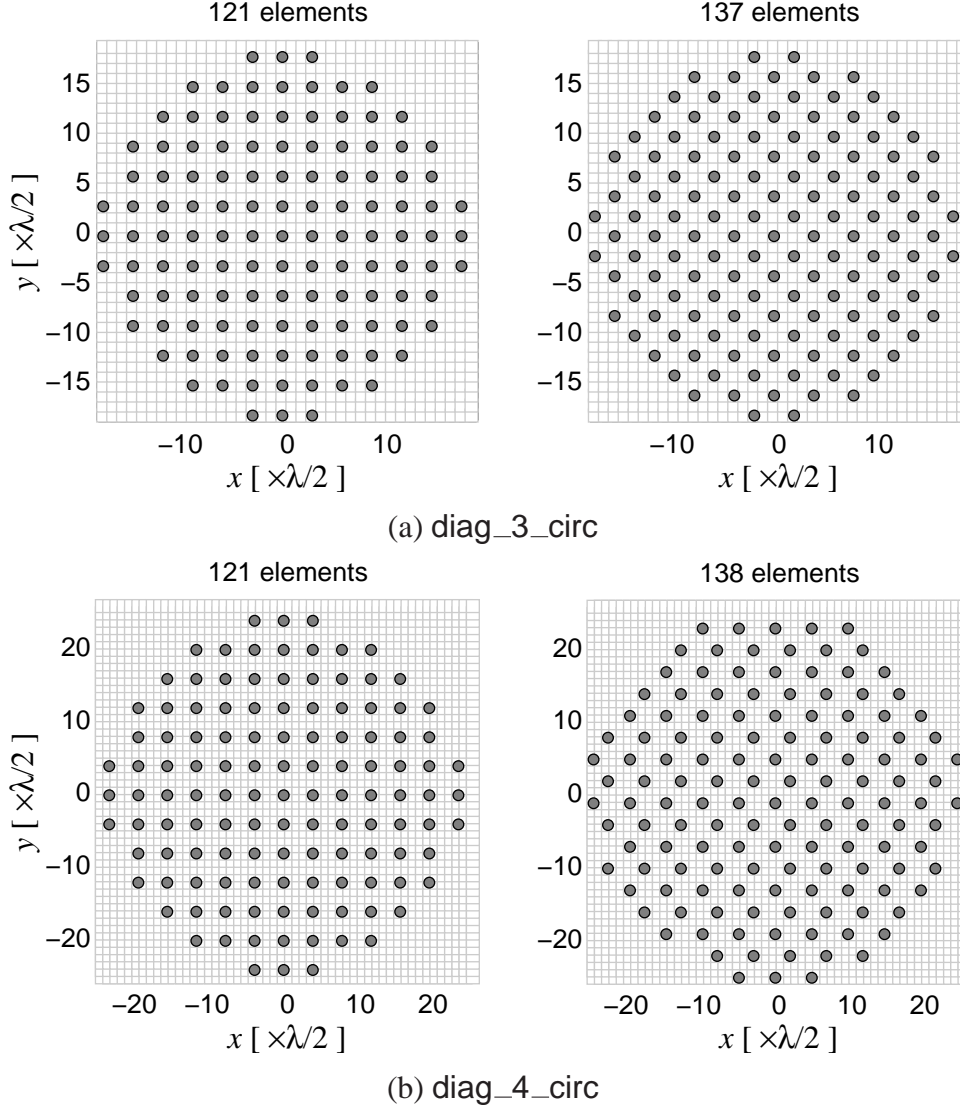 121 elements
137 elements
15
10
5
0
−5
−10
−15
y [ ×λ/2 ]
−10 0 10
x [ ×λ/2 ]
15
10
5
0
−5
−10
−15
−10 0 10
x [ ×λ/2 ]
(a) diag_3_circ
121 elements
138 elements
20
10
0
−10
−20
y [ ×λ/2 ]
−20 −10 0 10 20
x [ ×λ/2 ]
20
10
0
−10
−20
−20 −10 0 10 20
x [ ×λ/2 ]
(b) diag_4_circ